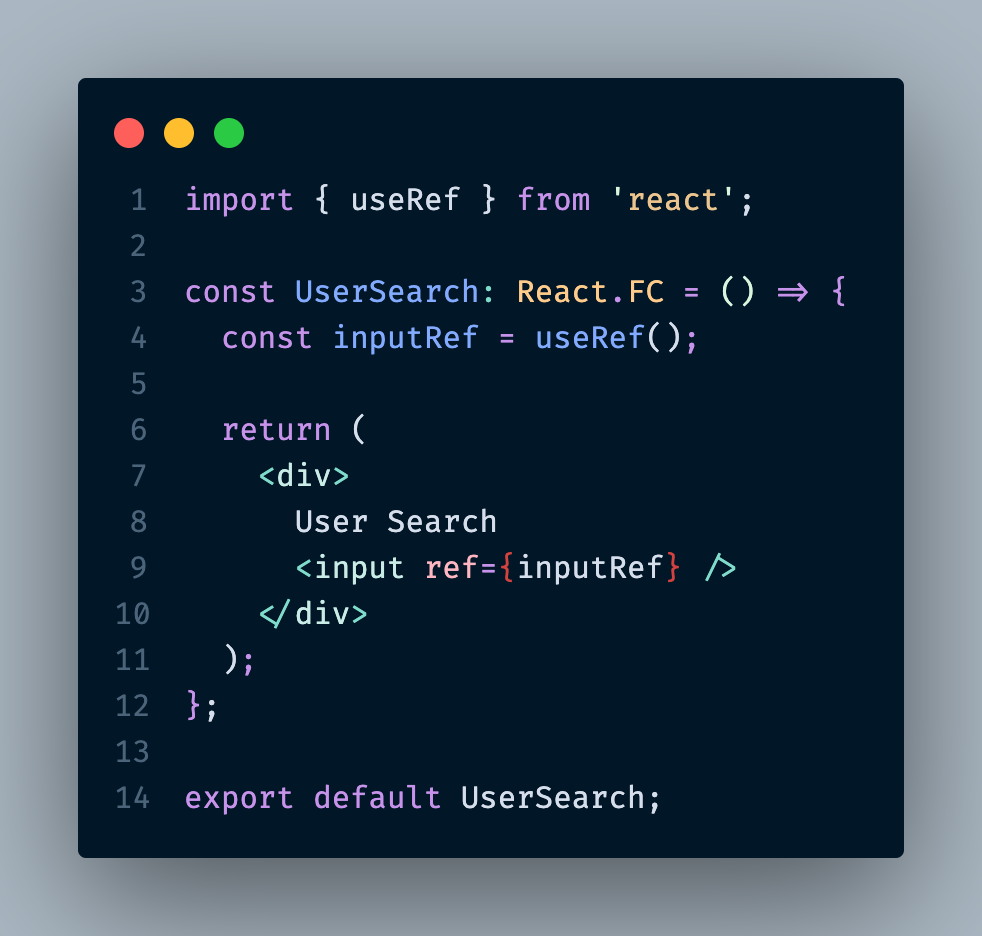 1 import { useRef } from 'react';
2
3 const UserSearch: React.FC = () => {
4   const inputRef = useRef();
5
6   return (
7     <div>
8       User Search
9       <input ref={inputRef} />
10     </div>
11   );
12 };
13
14 export default UserSearch;